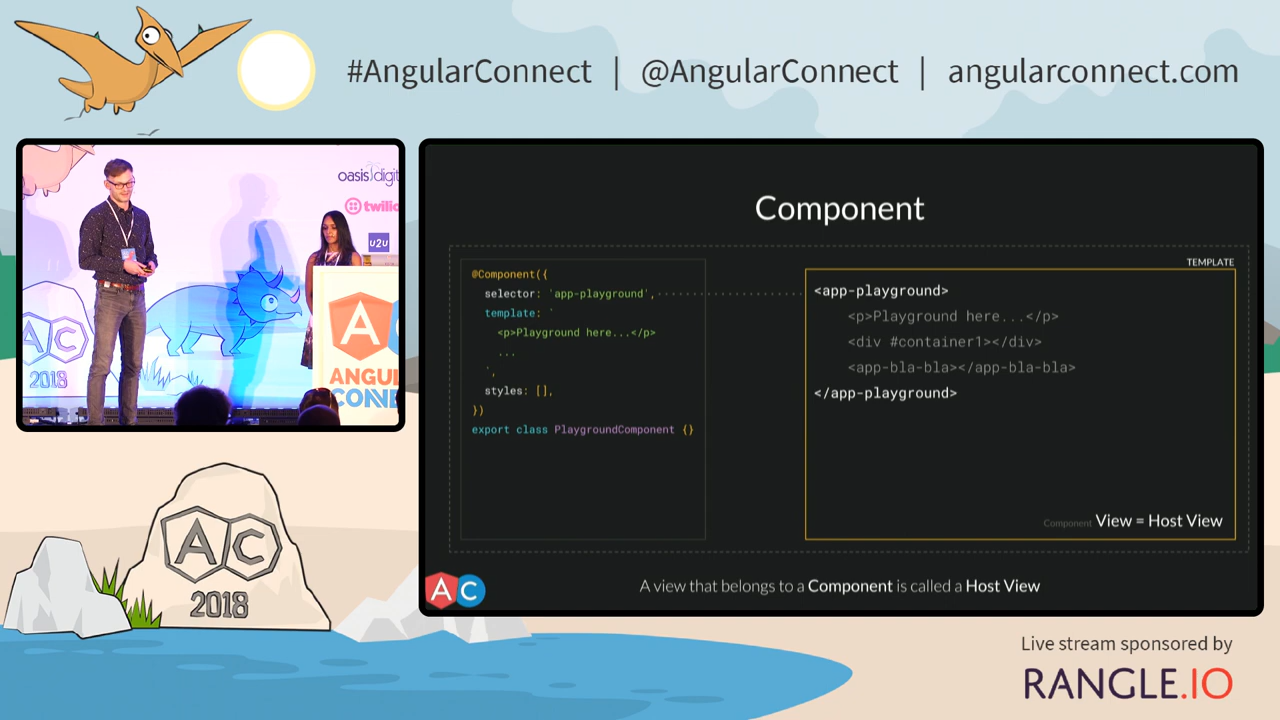 #AngularConnect | @AngularConnect | angularconnect.com
oasis digit
twilio
U2U
AC
2018
A
ANGU
CONNE
Component
TEMPLATE
@Component({
selector: 'app-playground',
template: `
<p>Playground here...</p>
...
`,
styles: [],
})
export class PlaygroundComponent {}
<app-playground>
<p>Playground here...</p>
<div #container1></div>
<app-bla-bla></app-bla-bla>
</app-playground>
Component View = Host View
AC
A view that belongs to a Component is called a Host View
AC
2018
Live stream sponsored by
RANGLE.IO